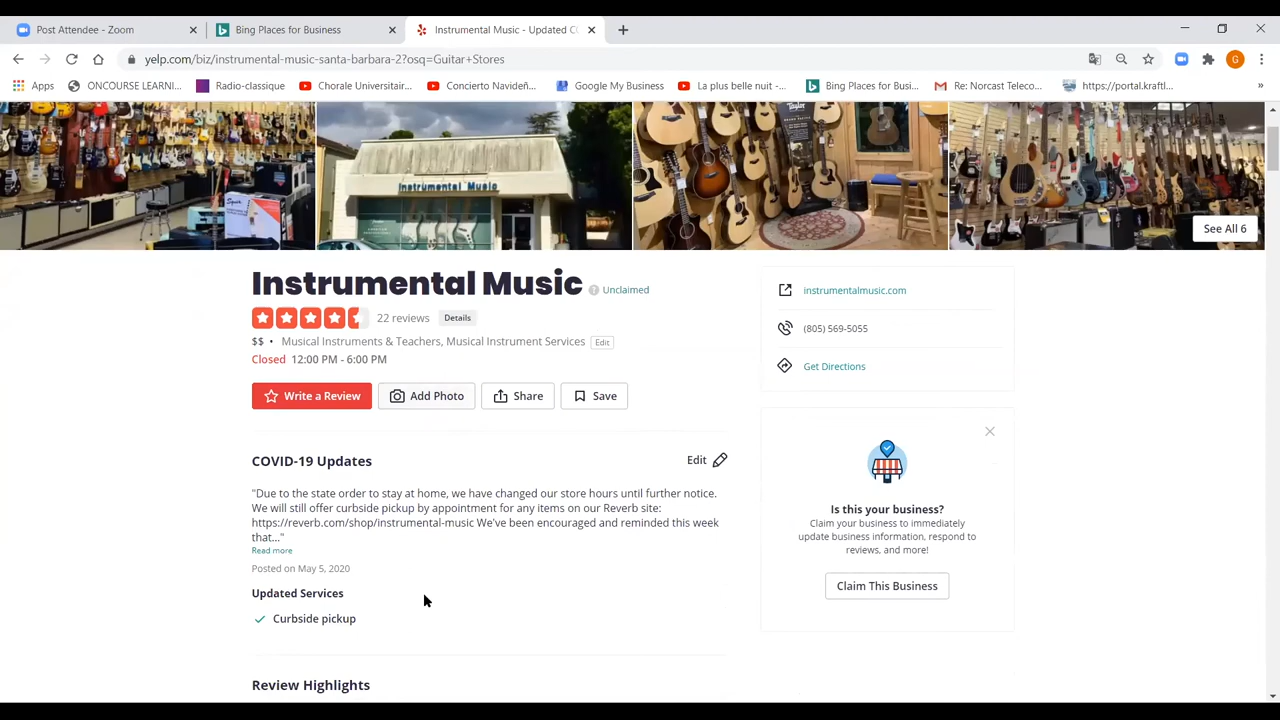 Post Attendee - Zoom
Bing Places for Business
Instrumental Music - Updated C
yelp.com/biz/instrumental-music-santa-barbara-2?osq=Guitar+Stores
G
Apps
ONCOURSE LEARNI...
Radio-classique
Chorale Universitair...
Concierto Navideñ...
Google My Business
La plus belle nuit -...
Bing Places for Busi...
Re: Norcast Teleco...
https://portal.kraftl...
»
Instrumental Music
Taylor
See All 6
Instrumental Music
Unclaimed
22 reviews
Details
$$ • Musical Instruments & Teachers, Musical Instrument Services
Edit
Closed 12:00 PM - 6:00 PM
Write a Review
Add Photo
Share
Save
instrumentalmusic.com
(805) 569-5055
Get Directions
COVID-19 Updates
Edit
"Due to the state order to stay at home, we have changed our store hours until further notice.
We will still offer curbside pickup by appointment for any items on our Reverb site:
https://reverb.com/shop/instrumental-music We've been encouraged and reminded this week
that..."
Read more
Posted on May 5, 2020
Updated Services
Curbside pickup
Is this your business?
Claim your business to immediately
update business information, respond to
reviews, and more!
Claim This Business
Review Highlights